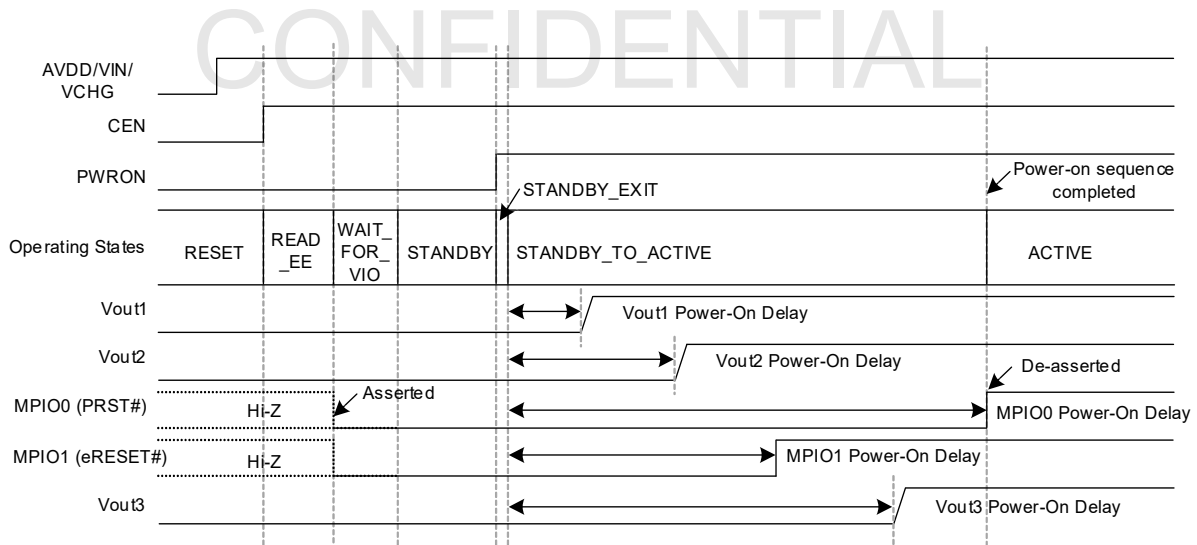 CONFIDENTIAL
AVDD/VIN/
VCHG
CEN
PWRON
STANDBY_EXIT
Power-on sequence
completed
Operating States
RESET
READ
_EE
WAIT_
FOR_
VIO
STANDBY
STANDBY_TO_ACTIVE
ACTIVE
Vout1
Vout1 Power-On Delay
Vout2
Vout2 Power-On Delay
De-asserted
MPIO0 (PRST#)
Hi-Z
Asserted
MPIO0 Power-On Delay
MPIO1 (eRESET#)
Hi-Z
MPIO1 Power-On Delay
Vout3
Vout3 Power-On Delay